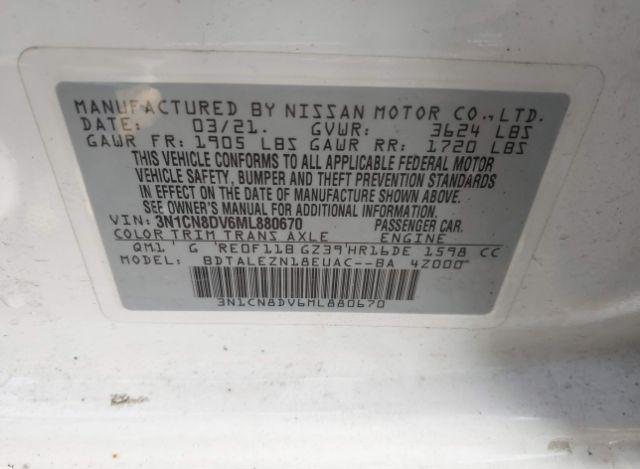 MANUFACTURED BY NISSAN MOTOR CO., LTD.
DATE: 03/21. GVWR: 3624 LBS
GAWR FR: 1905 LBS GAWR RR: 1720 LBS
THIS VEHICLE CONFORMS TO ALL APPLICABLE FEDERAL MOTOR
VEHICLE SAFETY, BUMPER AND THEFT PREVENTION STANDARDS
IN EFFECT ON THE DATE OF MANUFACTURE SHOWN ABOVE.
SEE OWNER'S MANUAL FOR ADDITIONAL INFORMATION.
VIN: 3N1CN8DV6ML880670 PASSENGER CAR.
COLOR TRIM TRANS AXLE ENGINE
QM1' G 'RE0F11B GZ39'HR16DE 1598 CC
MODEL: BDTALEZN18EUAC--BA 4Z000
3N1CN8DV6ML880670